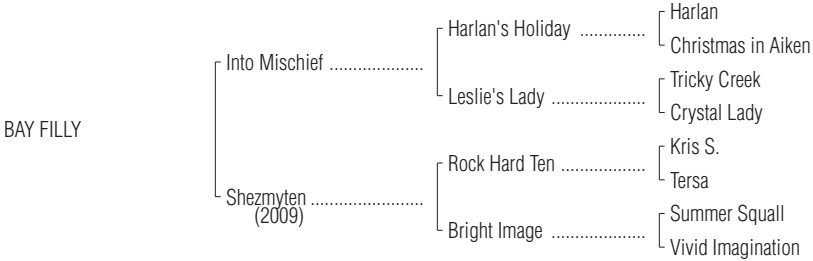 Harlan
Harlan's Holiday ..............
Christmas in Aiken
Into Mischief ....................
Tricky Creek
Leslie's Lady ....................
Crystal Lady
BAY FILLY
Kris S.
Rock Hard Ten ..................
Tersa
Shezmyten ........................
(2009)
Summer Squall
Bright Image ....................
Vivid Imagination